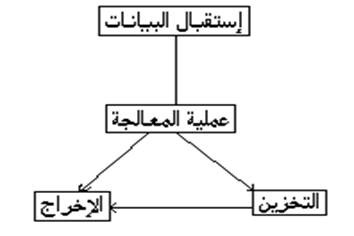 إستقبال البيانات
عملية المعالجة
التخزين
الإخراج